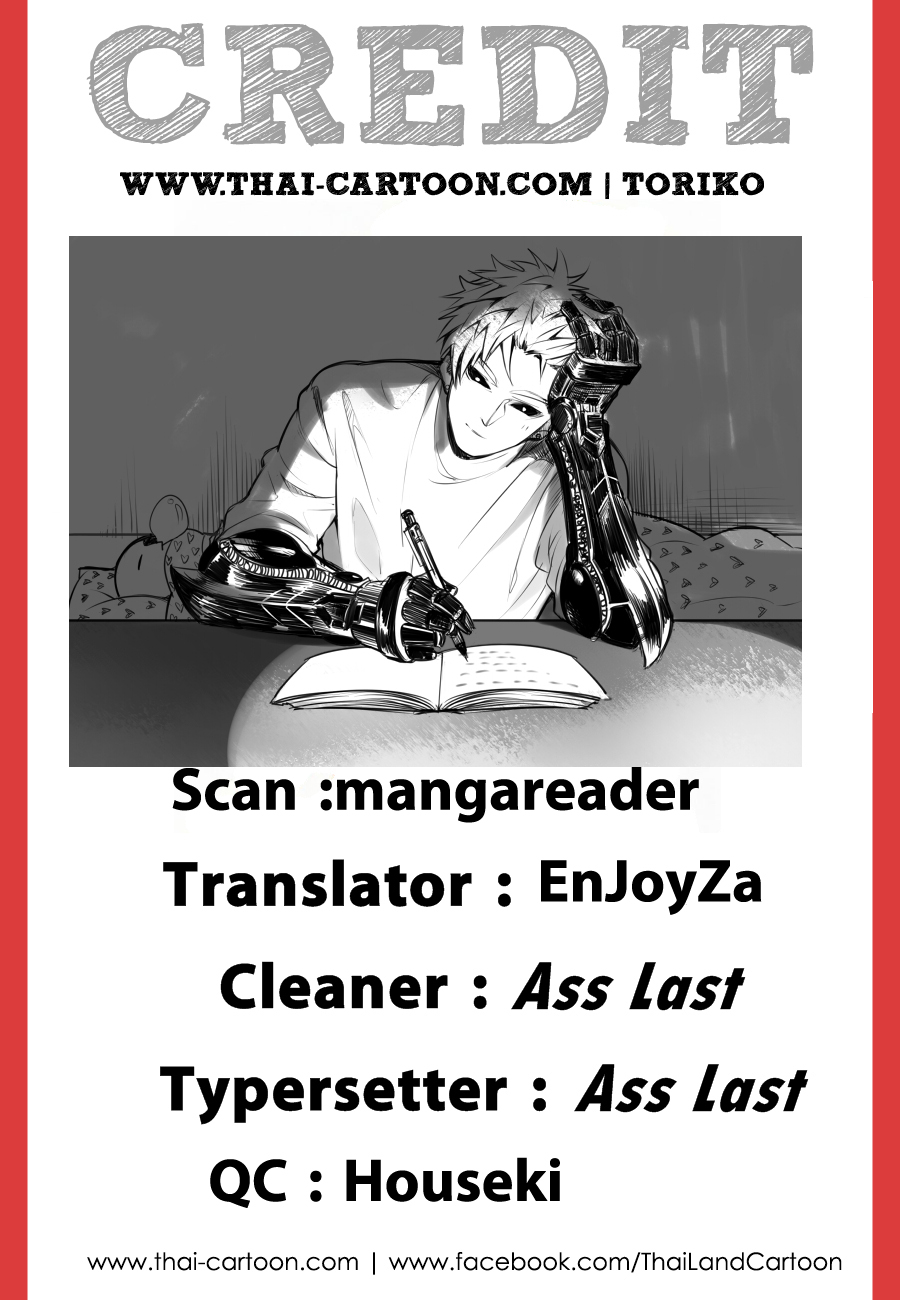 CREDIT
WWW.THAI-CARTOON.COM | TORIKO
Scan :mangareader
Translator : EnJoyZa
Cleaner : Ass Last
Typersetter : Ass Last
QC : Houseki
www.thai-cartoon.com | www.facebook.com/ThaiLandCartoon